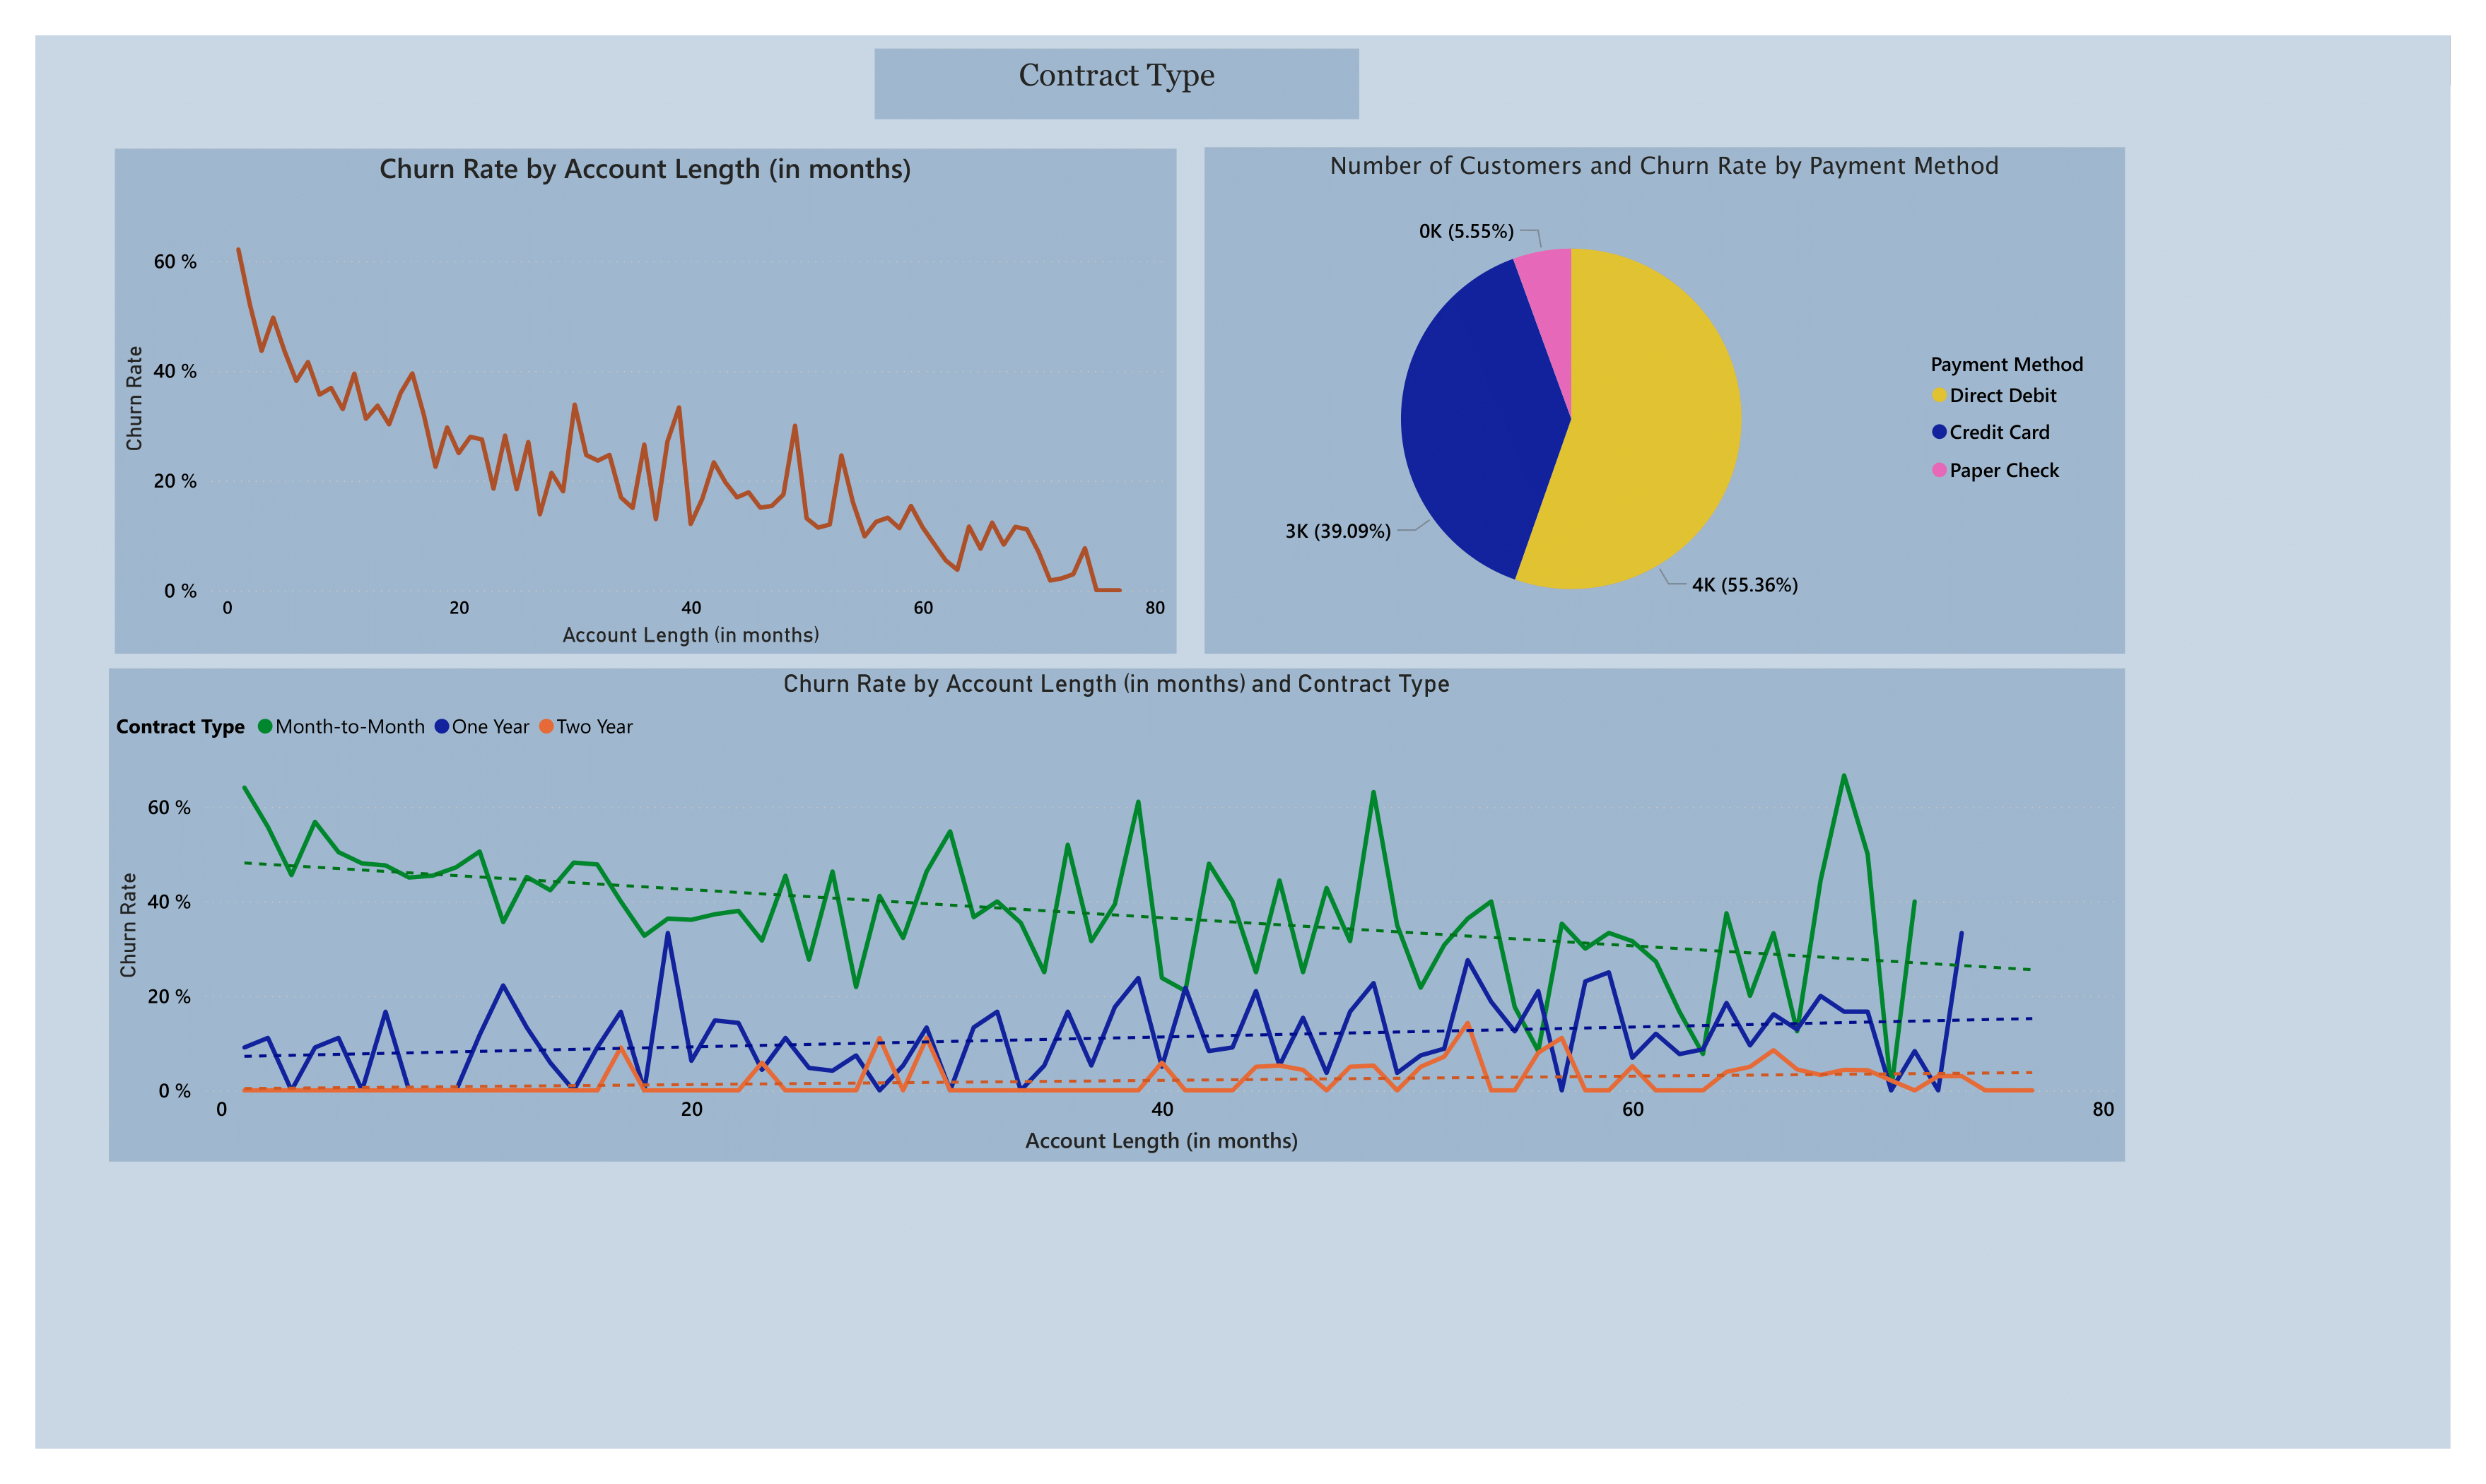 Contract Type
Churn Rate by Account Length (in months)
60 %
40 %
20 %
0 %
Churn Rate
0 20 40 60 80
Account Length (in months)
Number of Customers and Churn Rate by Payment Method
0K (5.55%)
3K (39.09%)
4K (55.36%)
Payment Method
Direct Debit
Credit Card
Paper Check
Churn Rate by Account Length (in months) and Contract Type
Contract Type Month-to-Month One Year Two Year
60 %
40 %
20 %
0 %
Churn Rate
0 20 40 60 80
Account Length (in months)